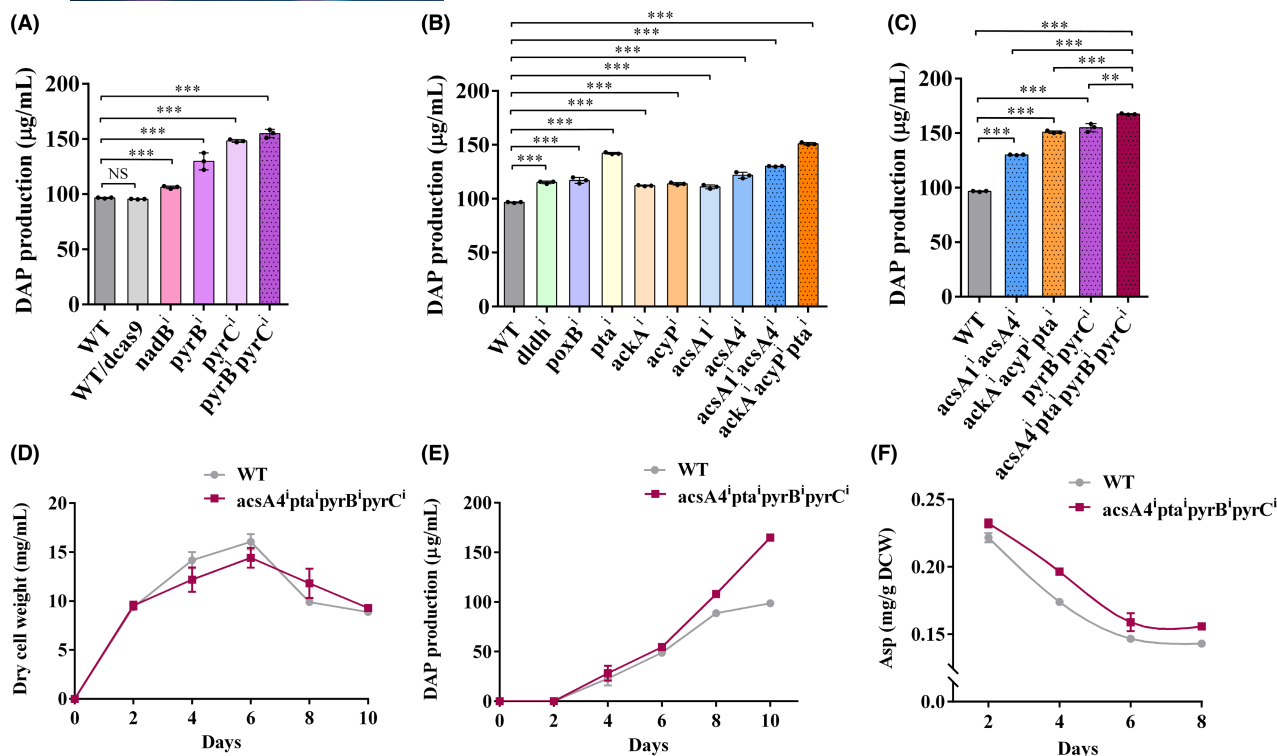 (A)
DAP production (μg/mL)
200
150
100
50
0
***
***
***
***
NS
WT
WT/dcas9
nadBⁱ
pyrBⁱ
pyrCⁱ
pyrBⁱpyrCⁱ
(B)
DAP production (μg/mL)
200
150
100
50
0
***
***
***
***
***
***
***
***
***
WT
dldhⁱ
poxBⁱ
ptaⁱ
ackAⁱ
acyPⁱ
acsA1ⁱ
acsA4ⁱ
acsA1ⁱacsA4ⁱ
ackAⁱacyPⁱptaⁱ
(C)
DAP production (μg/mL)
200
150
100
50
0
***
***
***
**
***
***
***
WT
acsA1ⁱacsA4ⁱ
ackAⁱacyPⁱptaⁱ
pyrBⁱpyrCⁱ
acsA4ⁱptaⁱpyrBⁱpyrCⁱ
(D)
WT
acsA4ⁱptaⁱpyrBⁱpyrCⁱ
Dry cell weight (mg/mL)
20
15
10
5
0
0 2 4 6 8 10
Days
(E)
WT
acsA4ⁱptaⁱpyrBⁱpyrCⁱ
DAP production (μg/mL)
200
150
100
50
0
0 2 4 6 8 10
Days
(F)
WT
acsA4ⁱptaⁱpyrBⁱpyrCⁱ
Asp (mg/g DCW)
0.25
0.20
0.15
0.0
2 4 6 8
Days